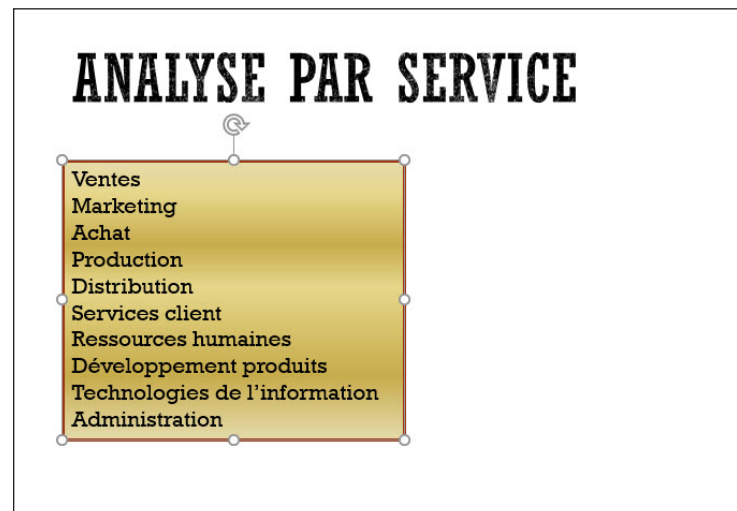 ANALYSE PAR SERVICE
Ventes
Marketing
Achat
Production
Distribution
Services client
Ressources humaines
Développement produits
Technologies de l’information
Administration